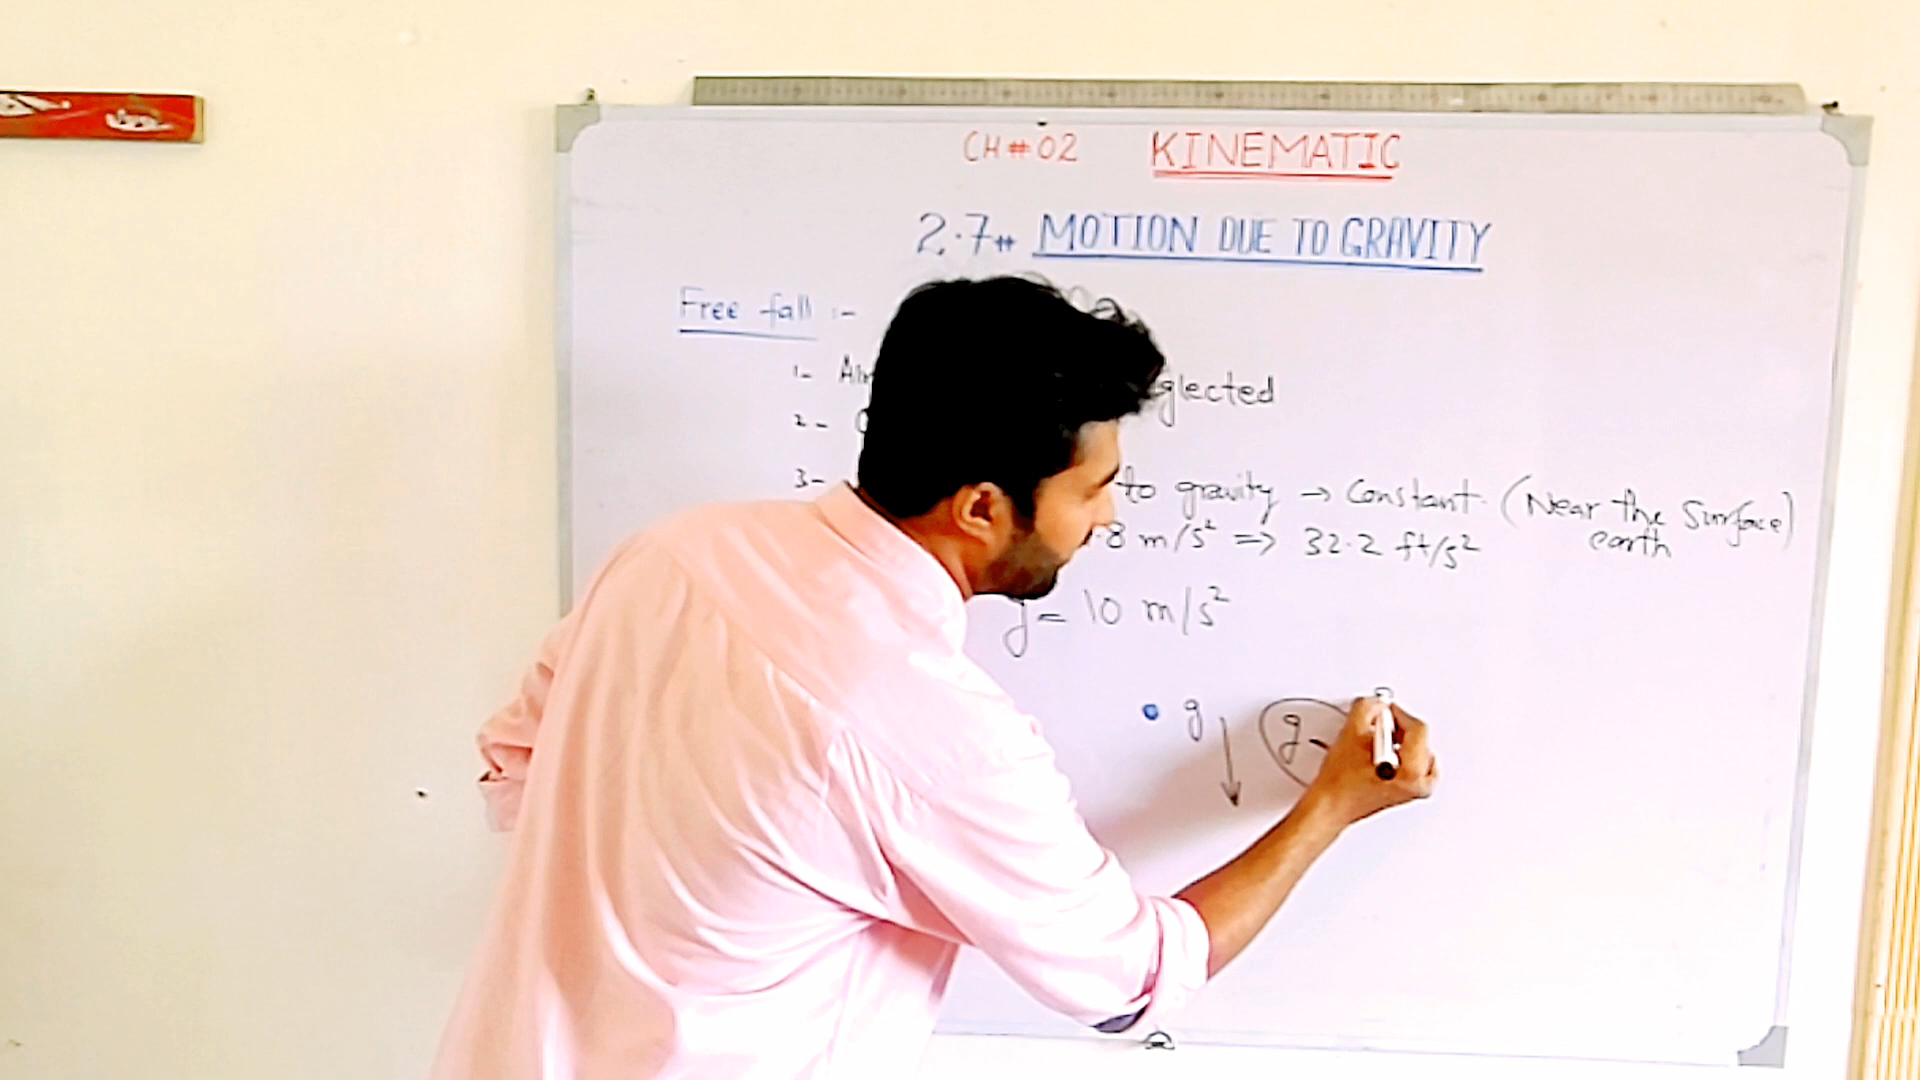 CH # 02 KINEMATIC
2.7# MOTION DUE TO GRAVITY
Free fall :-
1- glected
2-
3- to gravity → Constant. (Near the Surface)
earth
.8 m/s² => 32.2 ft/s²
g = 10 m/s²
g g